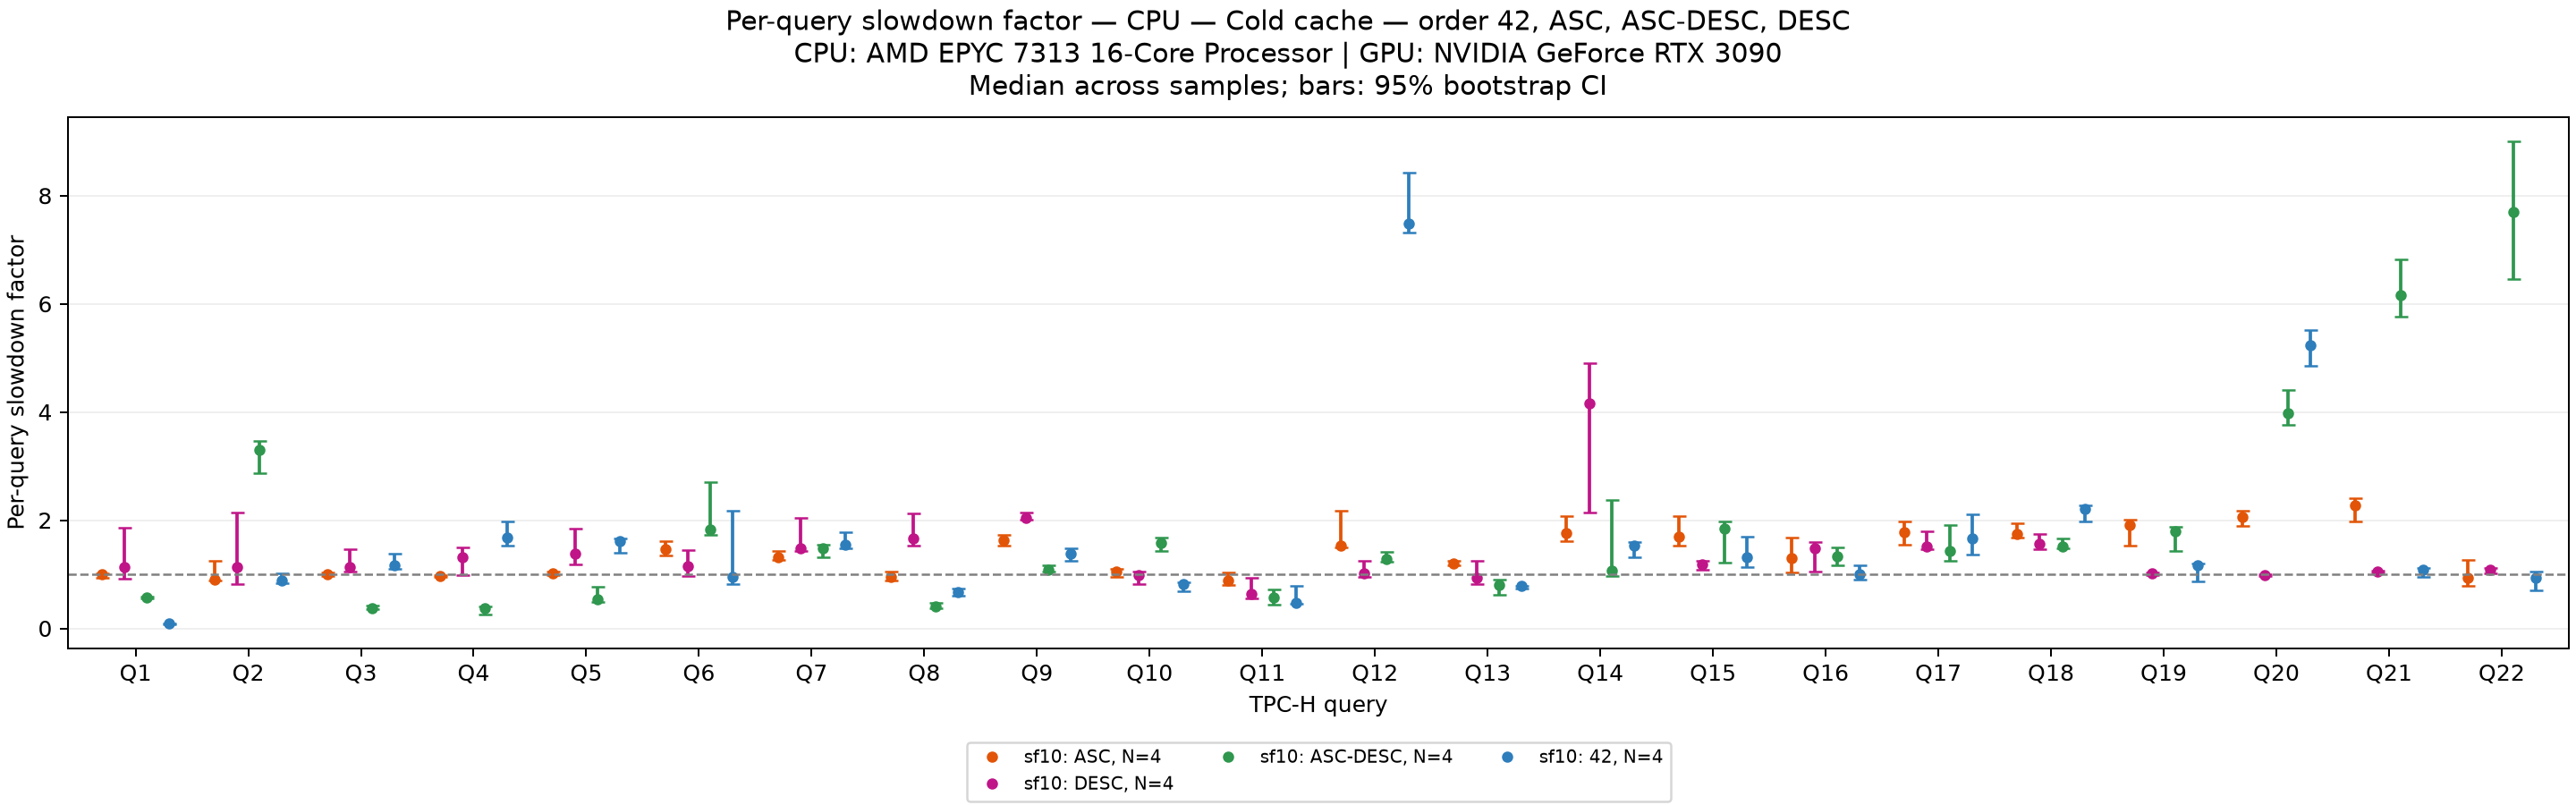 Per-query slowdown factor — CPU — Cold cache — order 42, ASC, ASC-DESC, DESC
CPU: AMD EPYC 7313 16-Core Processor | GPU: NVIDIA GeForce RTX 3090
Median across samples; bars: 95% bootstrap CI
Per-query slowdown factor
8
6
4
2
0
Q1 Q2 Q3 Q4 Q5 Q6 Q7 Q8 Q9 Q10 Q11 Q12 Q13 Q14 Q15 Q16 Q17 Q18 Q19 Q20 Q21 Q22
TPC-H query
sf10: ASC, N=4 sf10: ASC-DESC, N=4 sf10: 42, N=4
sf10: DESC, N=4